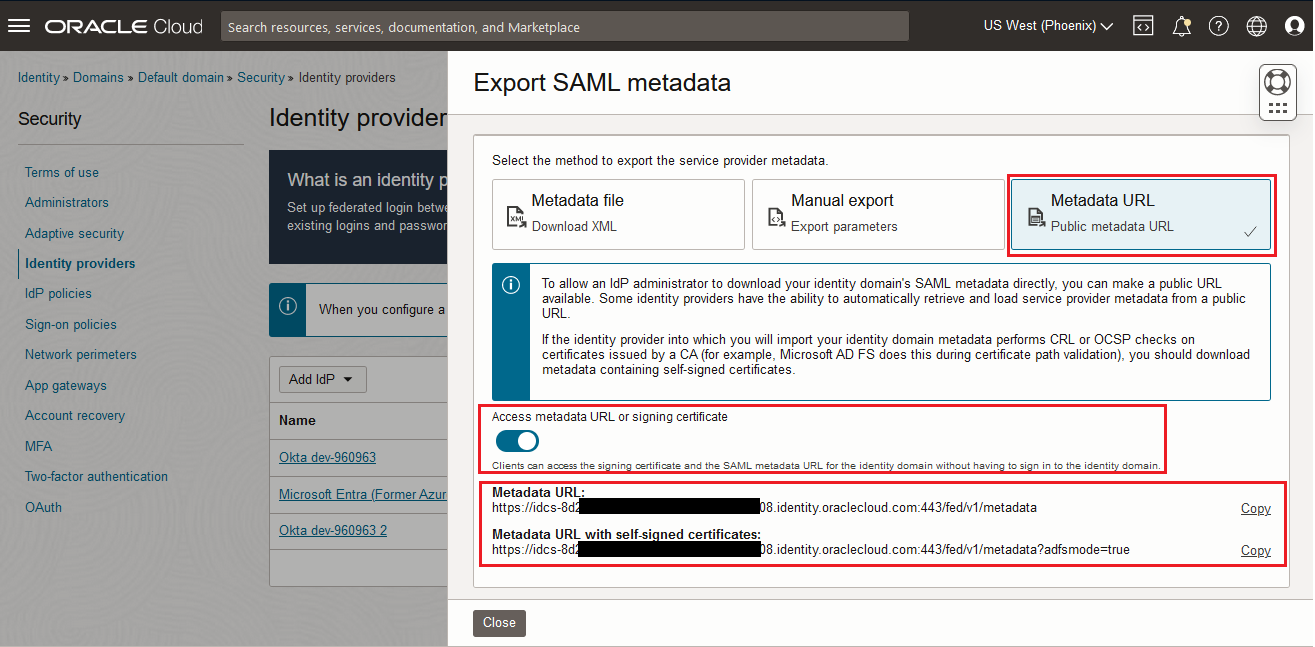 ORACLE Cloud
Search resources, services, documentation, and Marketplace
US West (Phoenix)
Identity » Domains » Default domain » Security » Identity providers
Security
Terms of use
Administrators
Adaptive security
Identity providers
IdP policies
Sign-on policies
Network perimeters
App gateways
Account recovery
MFA
Two-factor authentication
OAuth
Identity provider
What is an identity p
Set up federated login betwe
existing logins and passwor
When you configure a
Add IdP
Name
Okta dev-960963
Microsoft Entra (Former Azur
Okta dev-960963 2
Export SAML metadata
Select the method to export the service provider metadata.
XML
Metadata file
Download XML
Manual export
Export parameters
Metadata URL
Public metadata URL
To allow an IdP administrator to download your identity domain's SAML metadata directly, you can make a public URL
available. Some identity providers have the ability to automatically retrieve and load service provider metadata from a public
URL.
If the identity provider into which you will import your identity domain metadata performs CRL or OCSP checks on
certificates issued by a CA (for example, Microsoft AD FS does this during certificate path validation), you should download
metadata containing self-signed certificates.
Access metadata URL or signing certificate
Clients can access the signing certificate and the SAML metadata URL for the identity domain without having to sign in to the identity domain.
Metadata URL:
https://idcs-8d2 08.identity.oraclecloud.com:443/fed/v1/metadata
Copy
Metadata URL with self-signed certificates:
https://idcs-8d2 08.identity.oraclecloud.com:443/fed/v1/metadata?adfsmode=true
Copy
Close